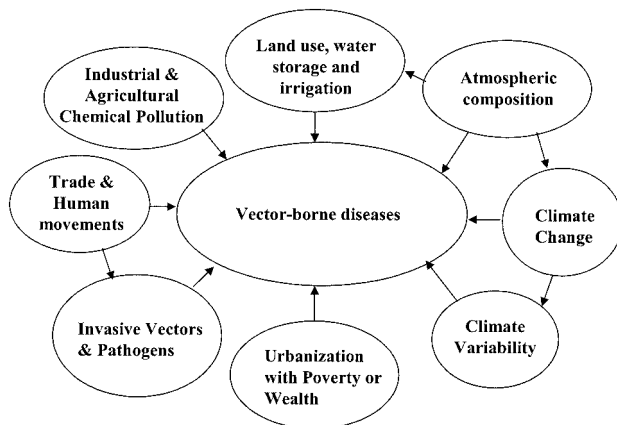 Land use, water
storage and
irrigation
Industrial &
Agricultural
Chemical Pollution
Atmospheric
composition
Trade &
Human
movements
Vector-borne diseases
Climate
Change
Invasive Vectors
& Pathogens
Climate
Variability
Urbanization
with Poverty or
Wealth